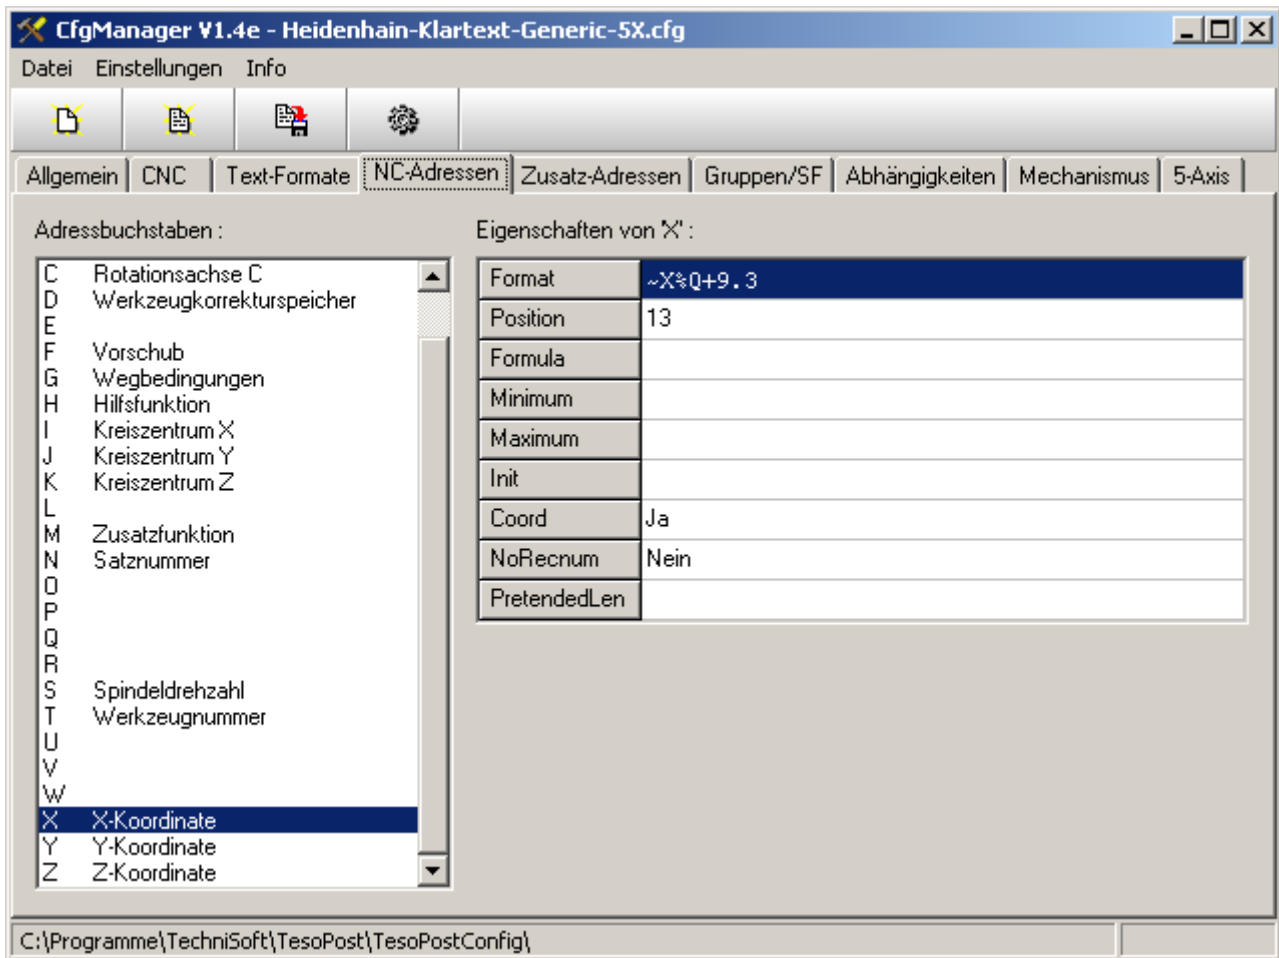 CfgManager V1.4e - Heidenhain-Klartext-Generic-5X.cfg
Datei Einstellungen Info
Allgemein CNC Text-Formate NC-Adressen Zusatz-Adressen Gruppen/SF Abhängigkeiten Mechanismus 5-Axis
Adressbuchstaben :
C Rotationsachse C
D Werkzeugkorrekturspeicher
E
F Vorschub
G Wegbedingungen
H Hilfsfunktion
I Kreiszentrum X
J Kreiszentrum Y
K Kreiszentrum Z
L
M Zusatzfunktion
N Satznummer
O
P
Q
R
S Spindeldrehzahl
T Werkzeugnummer
U
V
W
X X-Koordinate
Y Y-Koordinate
Z Z-Koordinate
Eigenschaften von 'X' :
Format ~X%Q+9.3
Position 13
Formula
Minimum
Maximum
Init
Coord Ja
NoRecnum Nein
PretendedLen
C:\Programme\TechniSoft\TesoPost\TesoPostConfig\